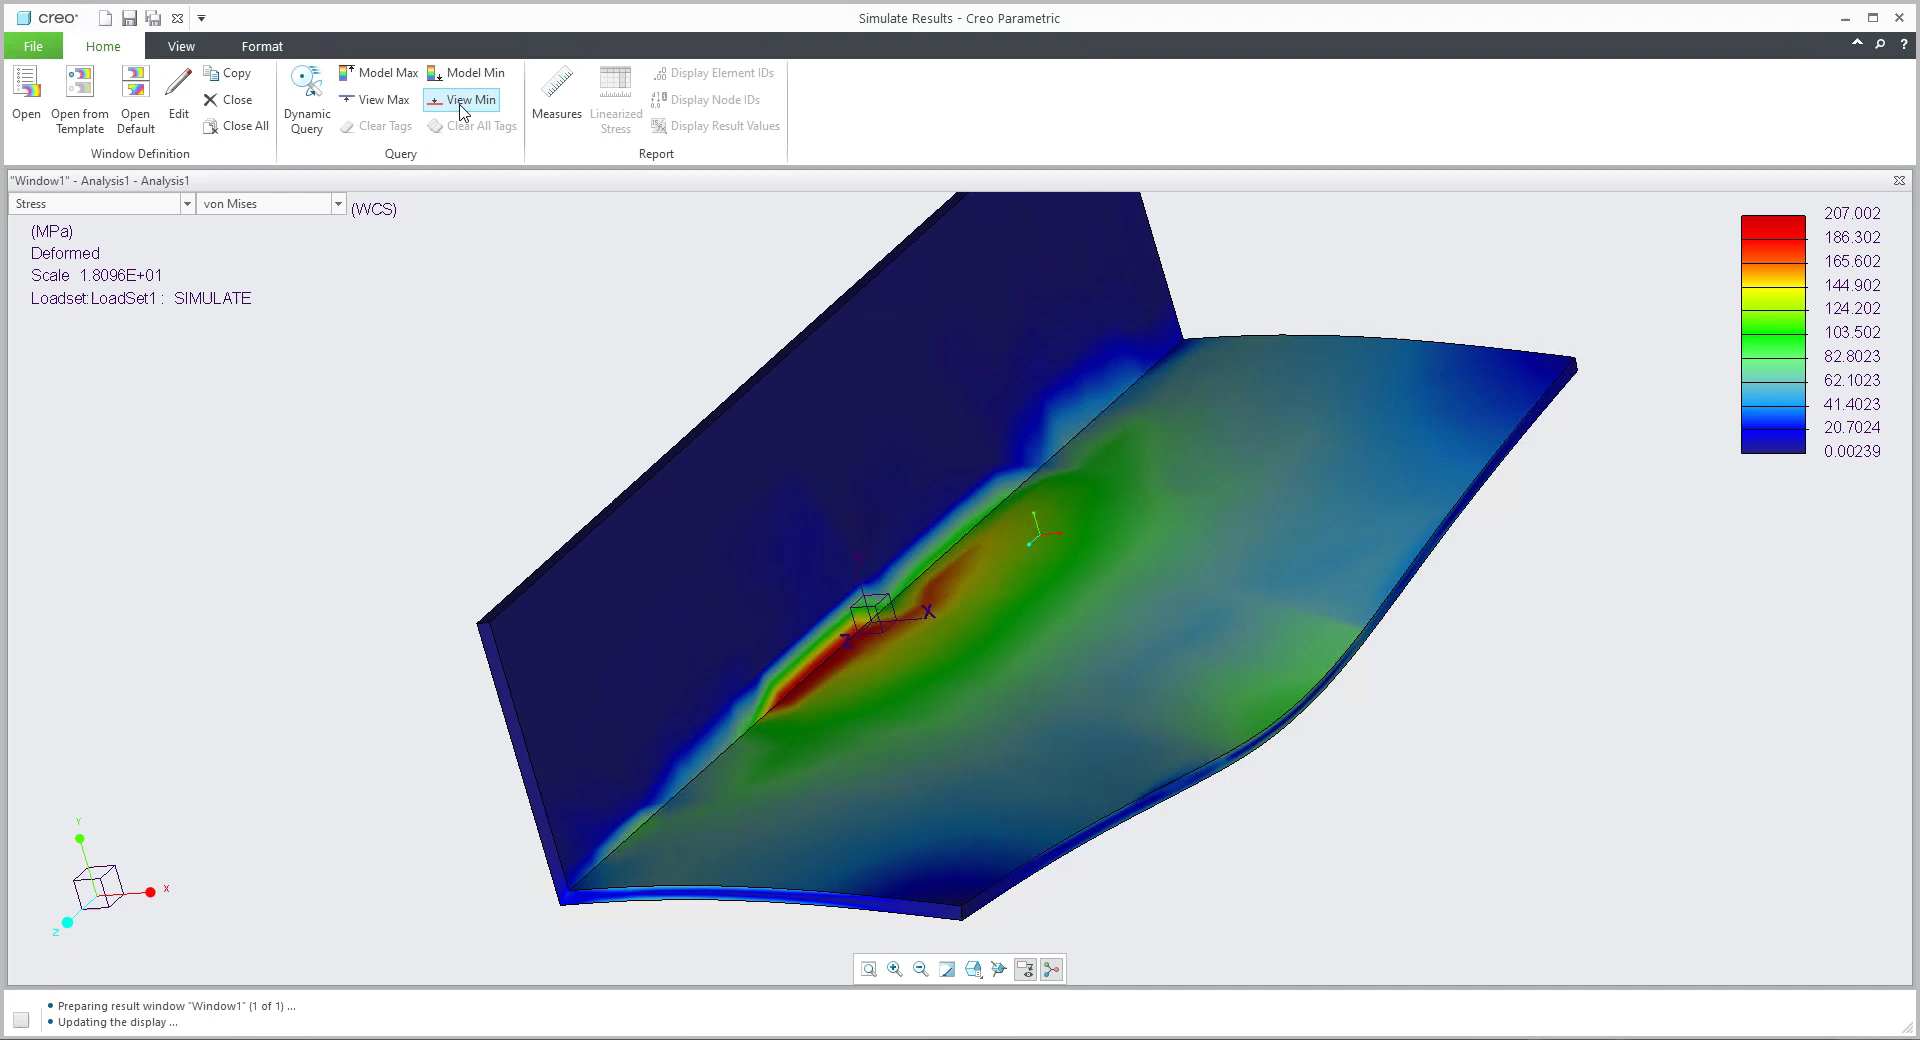 creo
Simulate Results - Creo Parametric
File Home View Format
?
Open
Open from Template
Open Default
Edit
Copy
Close
Close All
Window Definition
Dynamic Query
Model Max
View Max
Clear Tags
Model Min
View Min
Clear All Tags
Query
Measures
Linearized Stress
Display Element IDs
Display Node IDs
Display Result Values
Report
"Window1" - Analysis1 - Analysis1
Stress von Mises (WCS)
(MPa)
Deformed
Scale 1.8096E+01
Loadset:LoadSet1 : SIMULATE
207.002
186.302
165.602
144.902
124.202
103.502
82.8023
62.1023
41.4023
20.7024
0.00239
X
Z
Y
X
Z
Preparing result window "Window1" (1 of 1) ...
Updating the display ...